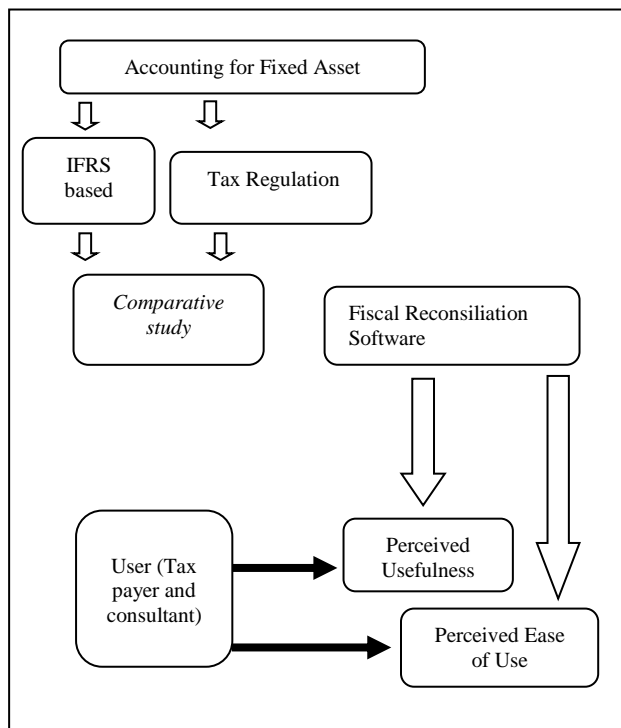 Accounting for Fixed Asset
IFRS
based
Tax Regulation
Comparative
study
Fiscal Reconsiliation
Software
User (Tax
payer and
consultant)
Perceived
Usefulness
Perceived Ease
of Use